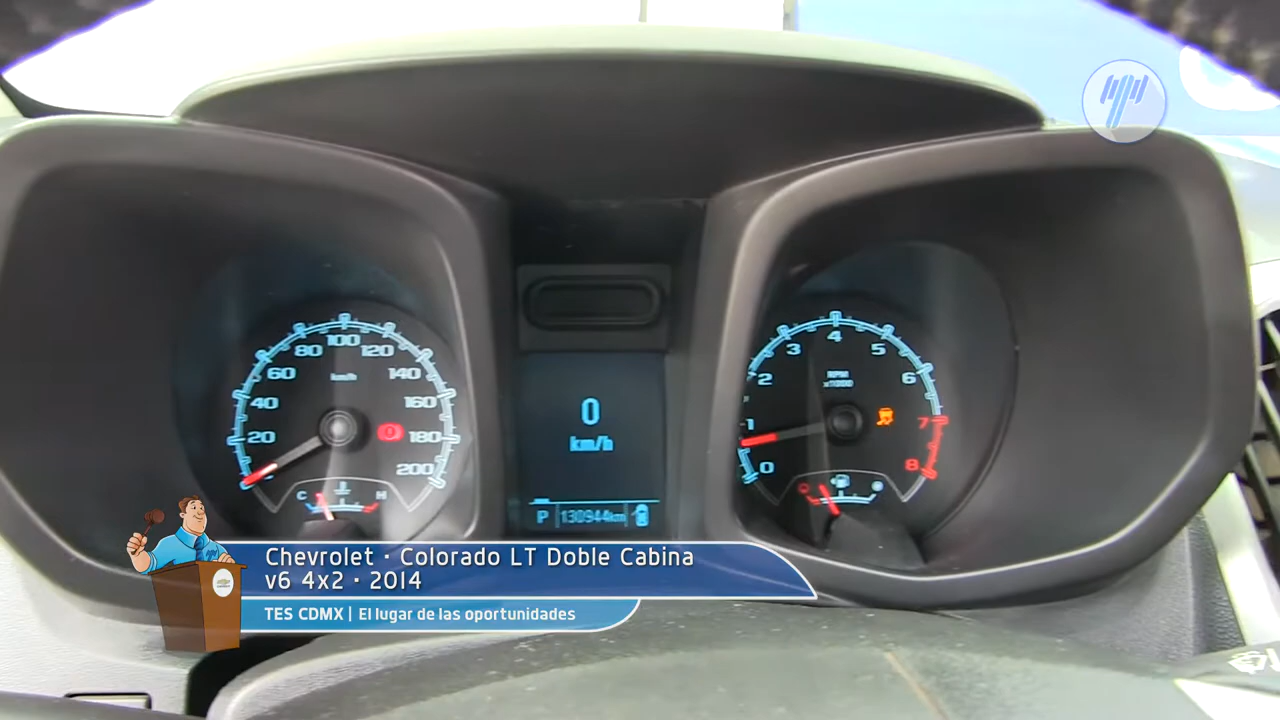 80 100 120
60 km/h 140
40 160
20 180
200
C H
0
km/h
P 130944km
3 4 5
2 RPM x1000 6
1 7
0 8
Chevrolet · Colorado LT Doble Cabina
v6 4x2 · 2014
TES CDMX | El lugar de las oportunidades